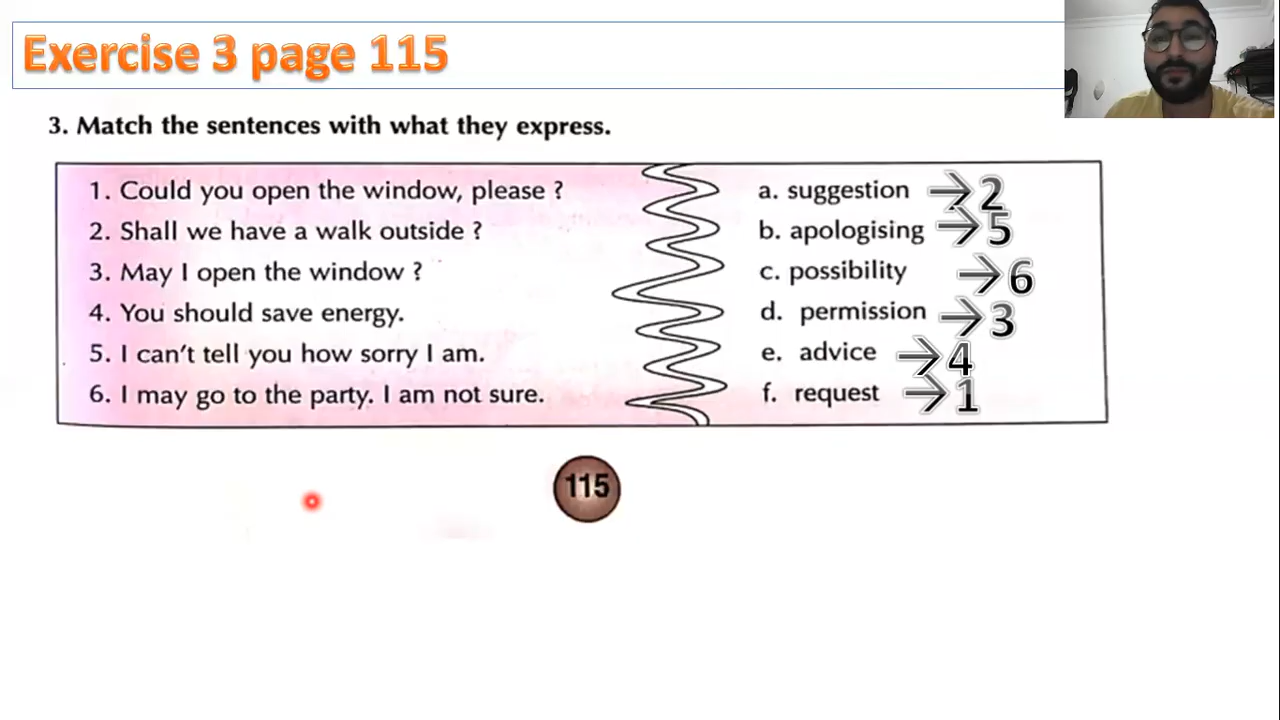 Exercise 3 page 115
3. Match the sentences with what they express.
1. Could you open the window, please ?
2. Shall we have a walk outside ?
3. May I open the window ?
4. You should save energy.
5. I can't tell you how sorry I am.
6. I may go to the party. I am not sure.
a. suggestion →2
b. apologising →5
c. possibility →6
d. permission →3
e. advice →4
f. request →1
115